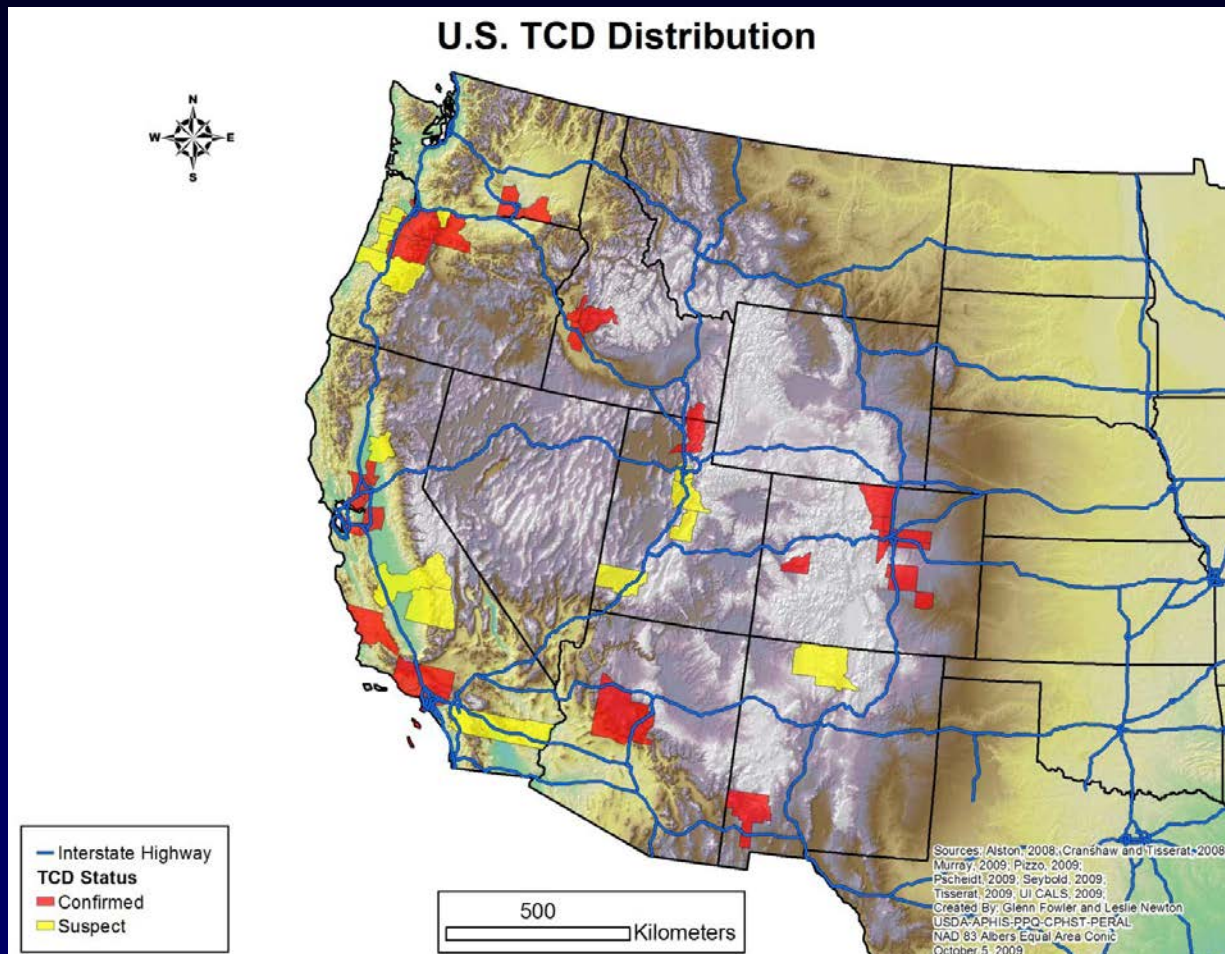 U.S. TCD Distribution
N
W E
S
Interstate Highway
TCD Status
Confirmed
Suspect
500
Kilometers
Sources: Alston, 2008; Cranshaw and Tisserat, 2008
Murray, 2009; Pizzo, 2009;
Pscheidt, 2009; Seybold, 2009;
Tisserat, 2009; UI CALS, 2009;
Created By: Glenn Fowler and Leslie Newton
USDA-APHIS-PPQ-CPHST-PERAL
NAD 83 Albers Equal Area Conic
October 5, 2009